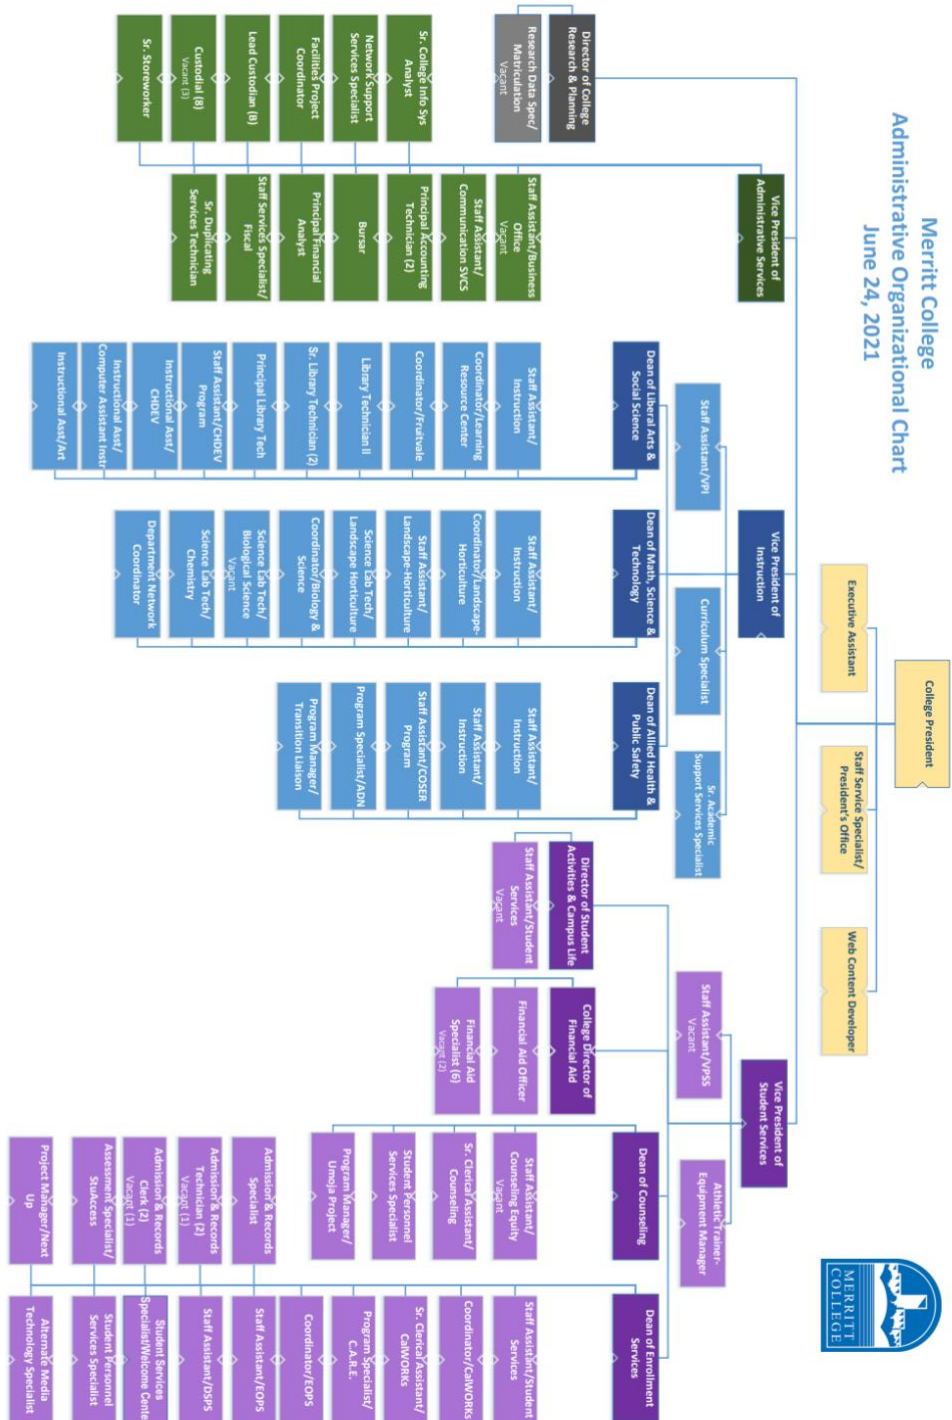 Merritt College
Administrative Organizational Chart
June 24, 2021
MERRITT
COLLEGE
College President
Executive Assistant
Staff Service Specialist/
President's Office
Web Content Developer
Vice President of
Administrative Services
Vice President of
Instruction
Vice President of
Student Services
Director of College
Research & Planning
Research Data Spec/
Matriculation
Vacant
Staff Assistant/Business
Office
Vacant
Staff Assistant/
Communication SVCS
Principal Accounting
Technician (2)
Bursar
Principal Financial
Analyst
Staff Services Specialist/
Fiscal
Sr. Duplicating
Services Technician
Sr. College Info Sys
Analyst
Network Support
Services Specialist
Facilities Project
Coordinator
Lead Custodian (8)
Custodial (8)
Vacant (3)
Sr. Storeworker
Staff Assistant/VPI
Curriculum Specialist
Sr. Academic
Support Services Specialist
Dean of Liberal Arts &
Social Science
Staff Assistant/
Instruction
Coordinator/Learning
Resource Center
Coordinator/Fruitvale
Library Technician II
Sr. Library Technician (2)
Principal Library Tech
Staff Assistant/CHDEV
Program
Instructional Asst/
CHDEV
Instructional Asst/
Computer Assistant Instr
Instructional Asst/Art
Dean of Math, Science &
Technology
Staff Assistant/
Instruction
Coordinator/Landscape-
Horticulture
Staff Assistant/
Landscape-Horticulture
Science Lab Tech/
Landscape Horticulture
Coordinator/Biology &
Science
Science Lab Tech/
Biological Science
Vacant
Science Lab Tech/
Chemistry
Department Network
Coordinator
Dean of Allied Health &
Public Safety
Staff Assistant/
Instruction
Staff Assistant/
Instruction
Staff Assistant/COSER
Program
Program Specialist/ADN
Program Manager/
Transition Liaison
Staff Assistant/VPSS
Vacant
Athletic Trainer-
Equipment Manager
Director of Student
Activities & Campus Life
Staff Assistant/Student
Services
Vacant
College Director of
Financial Aid
Financial Aid Officer
Financial Aid
Specialist (6)
Vacant (2)
Dean of Counseling
Staff Assistant/
Counseling Equity
Vacant
Sr. Clerical Assistant/
Counseling
Student Personnel
Services Specialist
Program Manager/
Umoja Project
Dean of Enrollment
Services
Staff Assistant/Student
Services
Coordinator/CalWORKs
Sr. Clerical Assistant/
CalWORKs
Program Specialist/
C.A.R.E.
Coordinator/EOPS
Staff Assistant/EOPS
Staff Assistant/DSPS
Student Services
Specialist/Welcome Cente
Student Personnel
Services Specialist
Alternate Media
Technology Specialist
Admission & Records
Specialist
Admission & Records
Technician (2)
Vacant (1)
Admission & Records
Clerk (2)
Vacant (1)
Assessment Specialist/
StuAccess
Project Manager/Next
Up